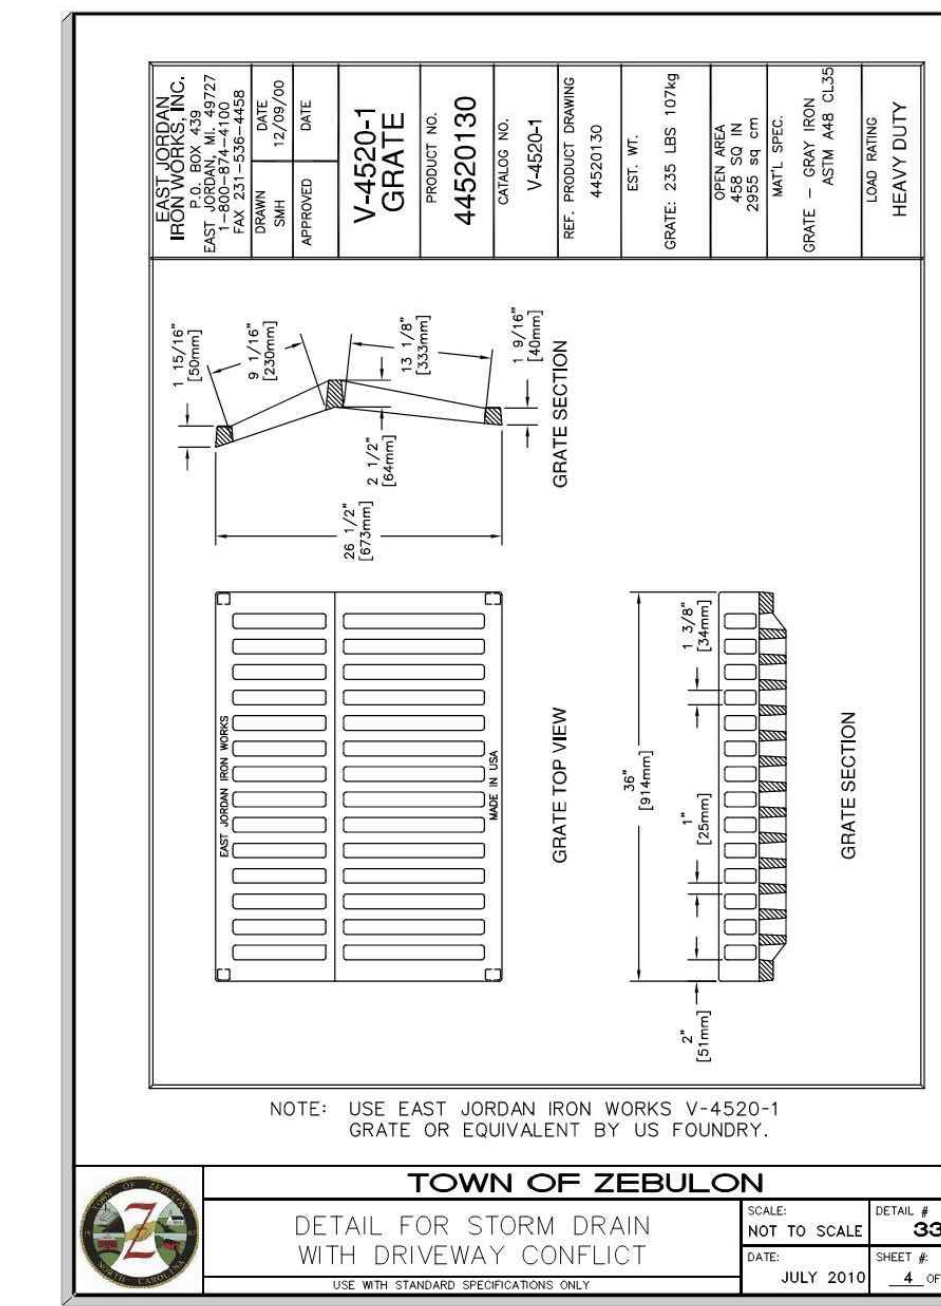 EAST JORDAN
IRON WORKS, INC.
P.O. BOX 439
EAST JORDAN, MI. 49727
1-800-874-4100
FAX 231-536-4458
DRAWN
SMH
DATE
12/09/00
APPROVED
DATE
V-4520-1
GRATE
PRODUCT NO.
44520130
CATALOG NO.
V-4520-1
REF. PRODUCT DRAWING
44520130
EST. WT.
GRATE: 235 LBS 107kg
OPEN AREA
458 SQ IN
2955 sq cm
MAT'L SPEC.
GRATE - GRAY IRON
ASTM A48 CL35
LOAD RATING
HEAVY DUTY
1 15/16"
[50mm]
9 1/16"
[230mm]
13 1/8"
[333mm]
1 9/16"
[40mm]
2 1/2"
[64mm]
26 1/2"
[673mm]
GRATE SECTION
EAST JORDAN IRON WORKS
MADE IN USA
GRATE TOP VIEW
36"
[914mm]
1 3/8"
[34mm]
1"
[25mm]
2"
[51mm]
GRATE SECTION
NOTE: USE EAST JORDAN IRON WORKS V-4520-1
GRATE OR EQUIVALENT BY US FOUNDRY.
TOWN OF ZEBULON
NORTH CAROLINA
Z
TOWN OF ZEBULON
DETAIL FOR STORM DRAIN
WITH DRIVEWAY CONFLICT
USE WITH STANDARD SPECIFICATIONS ONLY
SCALE:
NOT TO SCALE
DATE:
JULY 2010
DETAIL #
33
SHEET #:
4 OF